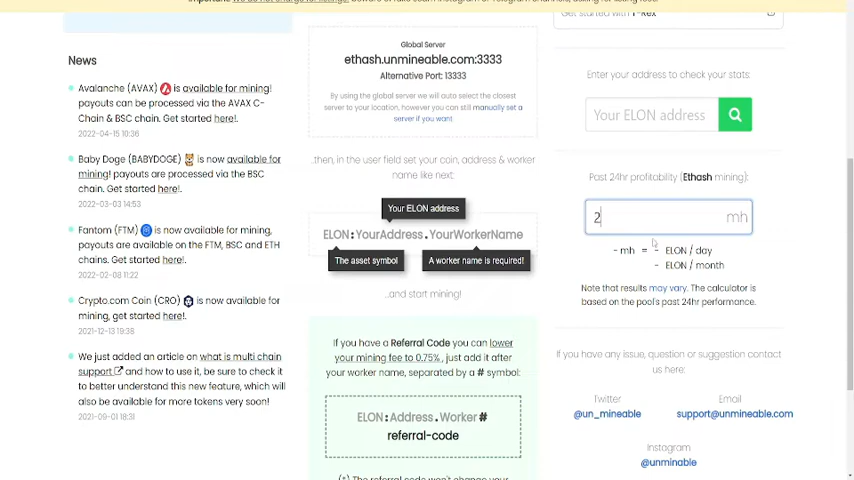 News
Avalanche (AVAX) is available for mining!
payouts can be processed via the AVAX C-
Chain & BSC chain. Get started here!.
2022-04-15 10:36
Baby Doge (BABYDOGE) is now available for
mining! payouts are processed via the BSC
chain. Get started here!.
2022-03-03 14:53
Fantom (FTM) is now available for mining,
payouts are available on the FTM, BSC and ETH
chains. Get started here!.
2022-02-08 11:22
Crypto.com Coin (CRO) is now available for
mining, get started here!.
2021-12-13 19:38
We just added an article on what is multi chain
support and how to use it, be sure to check it
to better understand this new feature, which will
also be available for more tokens very soon!
2021-09-01 18:31
Global Server
ethash.unmineable.com:3333
Alternative Port: 13333
By using the global server we will auto select the closest
server to your location, however you can still manually set a
server if you want.
...then, in the user field set your coin, address & worker
name like next:
Your ELON address
ELON:YourAddress.YourWorkerName
The asset symbol
A worker name is required!
...and start mining!
If you have a Referral Code you can lower
your mining fee to 0.75%, just add it after
your worker name, separated by a # symbol:
ELON:Address.Worker#
referral-code
(*) The referral code won't change your
Get started with T-Rex
Enter your address to check your stats:
Your ELON address
Past 24hr profitability (Ethash mining):
2 mh
- mh = - ELON / day
- ELON / month
Note that results may vary. The calculator is
based on the pool's past 24hr performance.
If you have any issue, question or suggestion contact
us here:
Twitter
@un_mineable
Email
support@unmineable.com
Instagram
@unminable